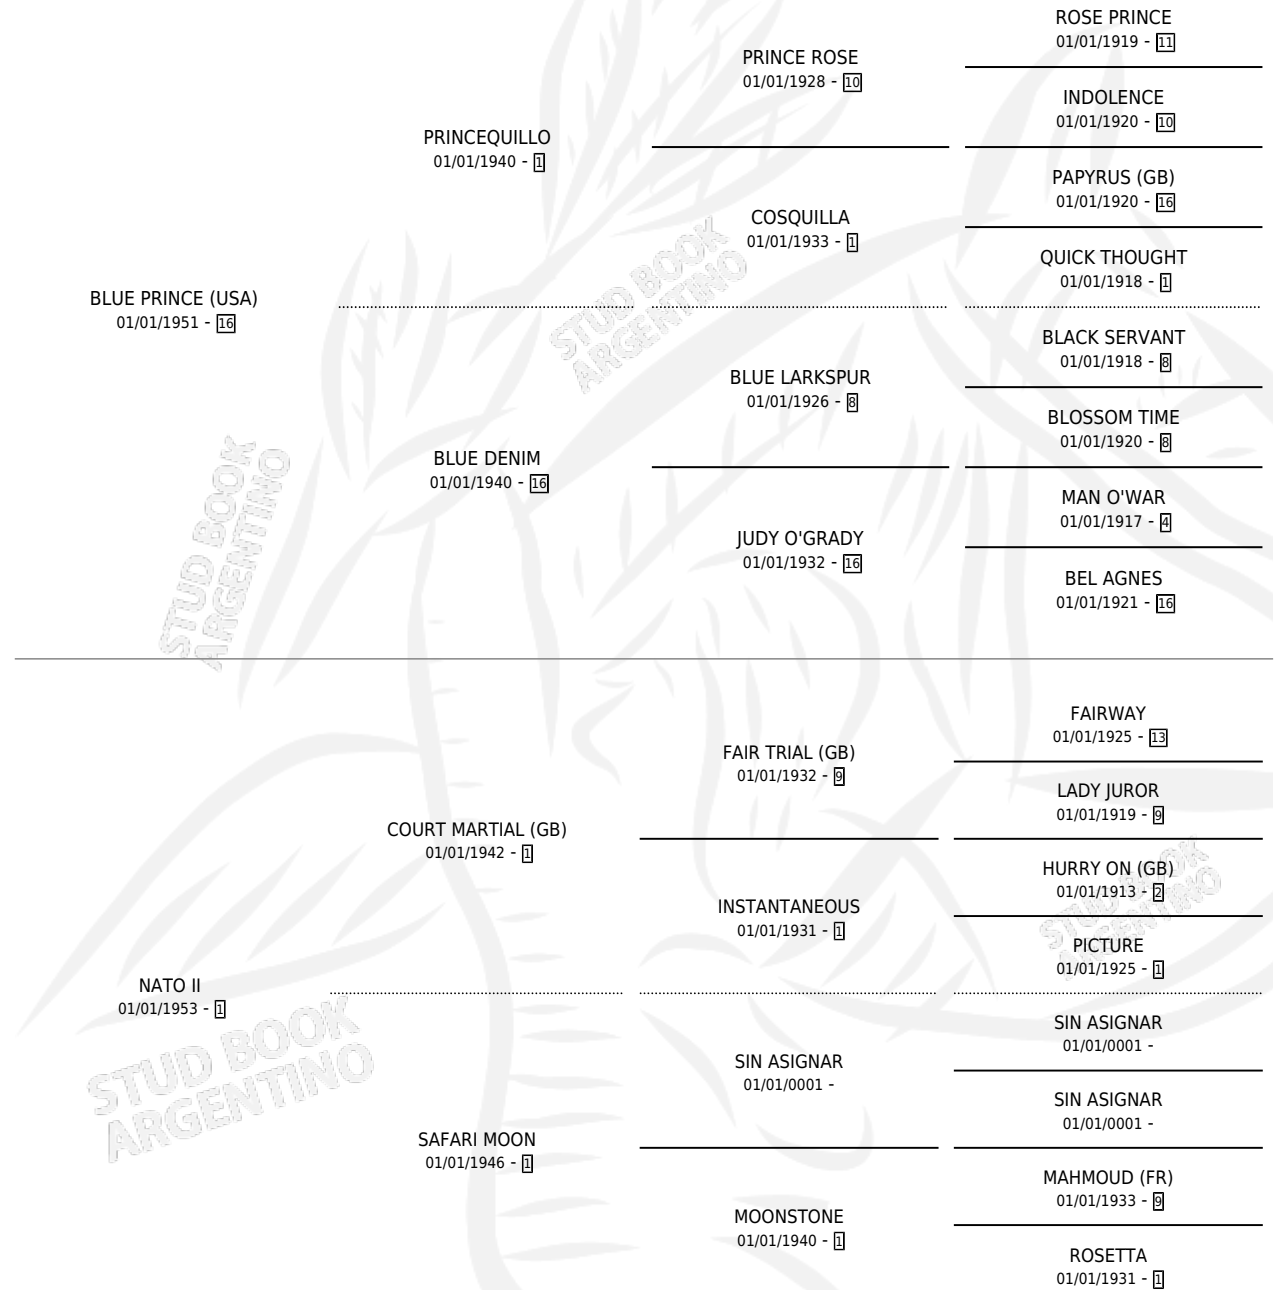 ROSE PRINCE
01/01/1919 - 11
PRINCE ROSE
01/01/1928 - 10
INDOLENCE
01/01/1920 - 10
PRINCEQUILLO
01/01/1940 - 1
PAPYRUS (GB)
01/01/1920 - 16
COSQUILLA
01/01/1933 - 1
QUICK THOUGHT
01/01/1918 - 1
BLUE PRINCE (USA)
01/01/1951 - 16
STUD BOOK
ARGENTINO
BLACK SERVANT
01/01/1918 - 8
BLUE LARKSPUR
01/01/1926 - 8
BLOSSOM TIME
01/01/1920 - 8
BLUE DENIM
01/01/1940 - 16
MAN O'WAR
01/01/1917 - 4
JUDY O'GRADY
01/01/1932 - 16
BEL AGNES
01/01/1921 - 16
STUD BOOK
ARGENTINO
FAIRWAY
01/01/1925 - 13
FAIR TRIAL (GB)
01/01/1932 - 9
LADY JUROR
01/01/1919 - 9
COURT MARTIAL (GB)
01/01/1942 - 1
HURRY ON (GB)
01/01/1913 - 2
INSTANTANEOUS
01/01/1931 - 1
PICTURE
01/01/1925 - 1
STUD BOOK
ARGENTINO
NATO II
01/01/1953 - 1
SIN ASIGNAR
01/01/0001 -
SIN ASIGNAR
01/01/0001 -
SIN ASIGNAR
01/01/0001 -
STUD BOOK
ARGENTINO
SAFARI MOON
01/01/1946 - 1
MAHMOUD (FR)
01/01/1933 - 9
MOONSTONE
01/01/1940 - 1
ROSETTA
01/01/1931 - 1